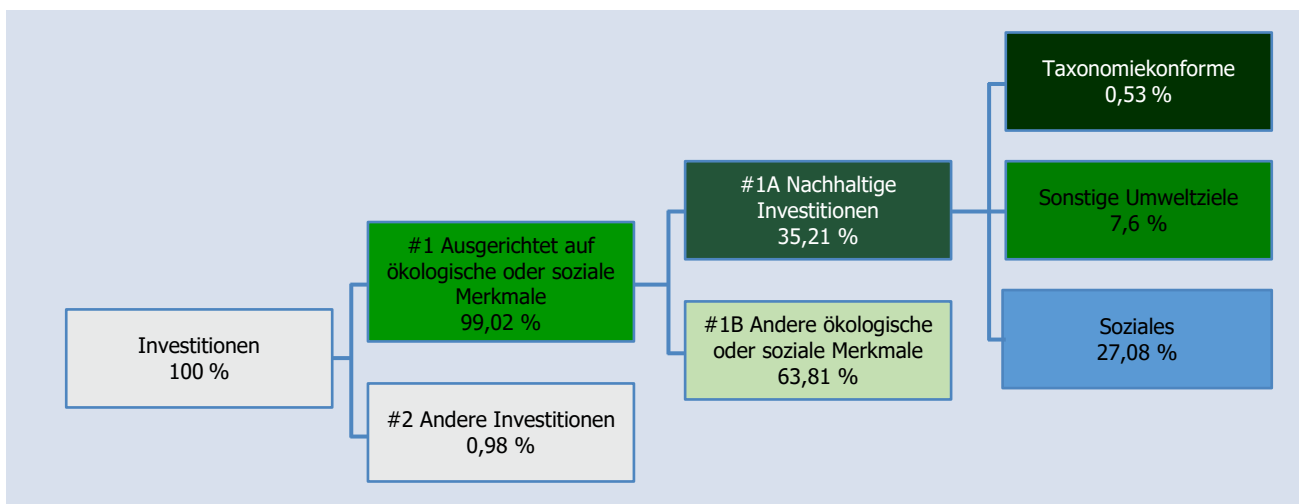 Investitionen
100 %
#1 Ausgerichtet auf
ökologische oder soziale
Merkmale
99,02 %
#2 Andere Investitionen
0,98 %
#1A Nachhaltige
Investitionen
35,21 %
#1B Andere ökologische
oder soziale Merkmale
63,81 %
Taxonomiekonforme
0,53 %
Sonstige Umweltziele
7,6 %
Soziales
27,08 %